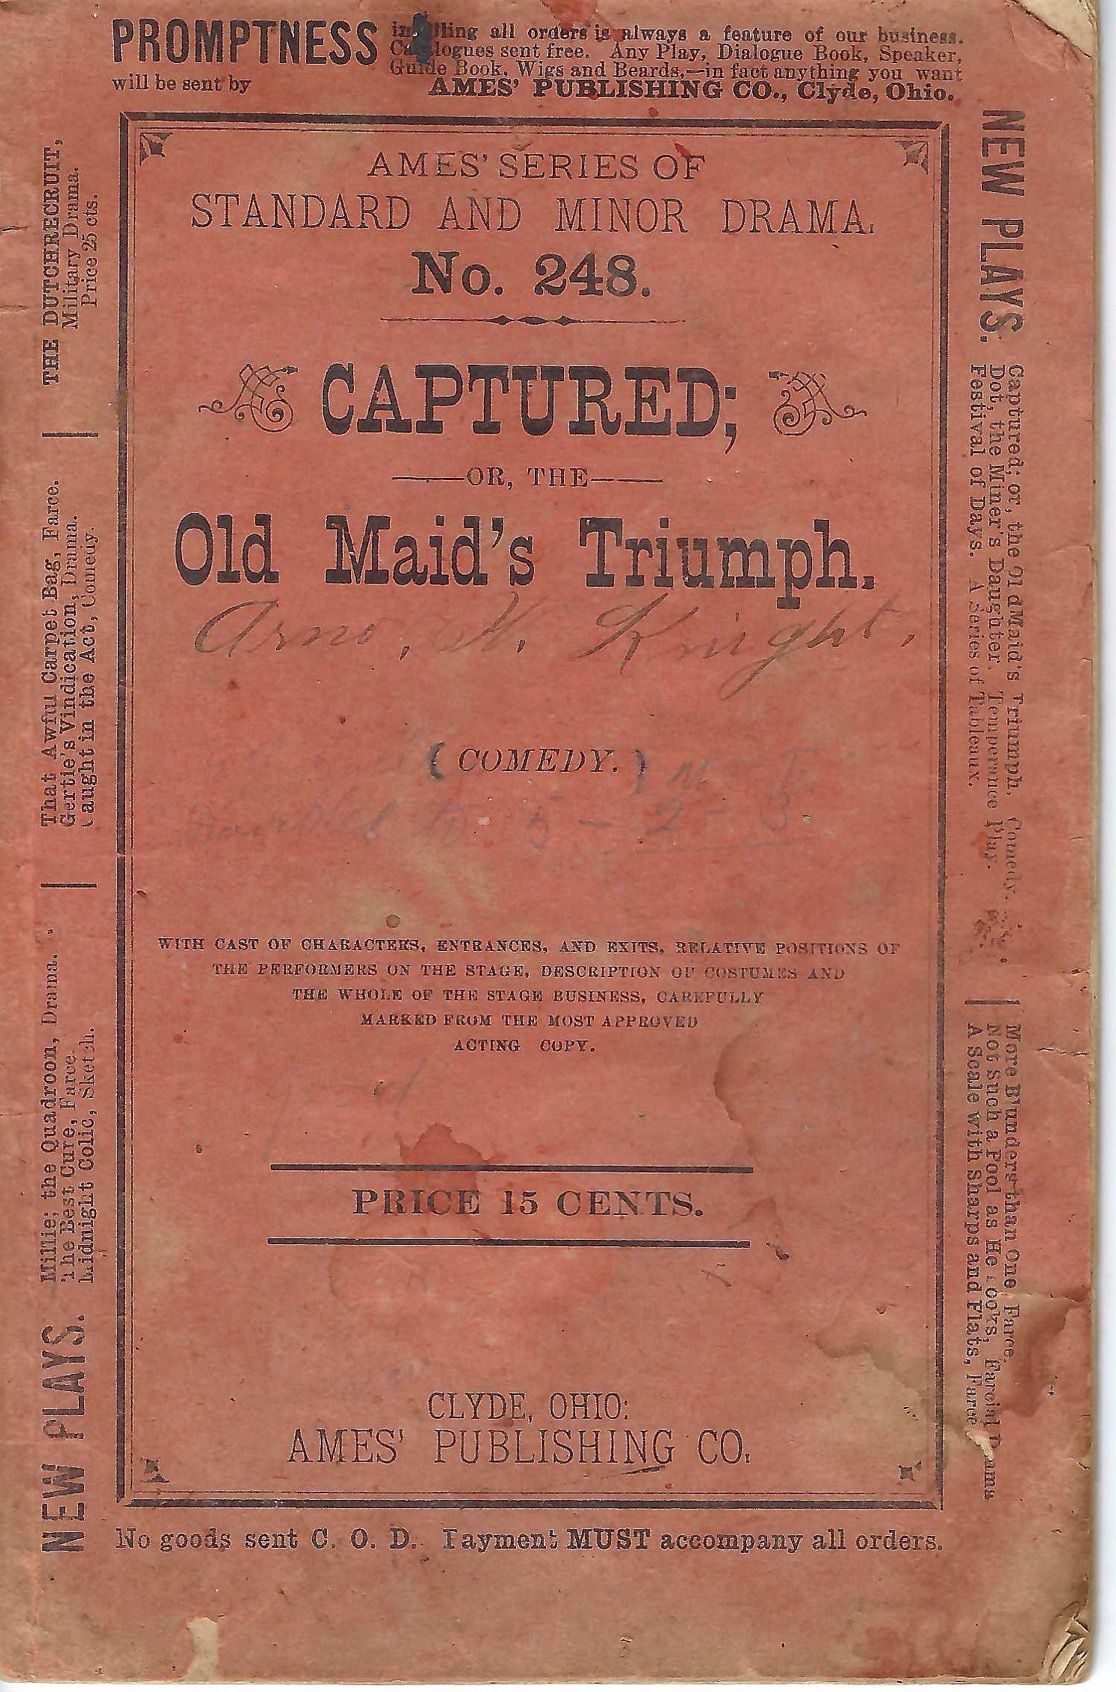 PROMPTNESS in filling all orders is always a feature of our business.
Catalogues sent free. Any Play, Dialogue Book, Speaker,
Guide Book, Wigs and Beards,—in fact anything you want
will be sent by AMES' PUBLISHING CO., Clyde, Ohio.
AMES' SERIES OF
STANDARD AND MINOR DRAMA.
No. 248.
CAPTURED;
—OR, THE—
Old Maid's Triumph.
Arno, H. Knight,
(COMEDY.)
5 - 2 - 3.
WITH CAST OF CHARACTERS, ENTRANCES, AND EXITS, RELATIVE POSITIONS OF
THE PERFORMERS ON THE STAGE, DESCRIPTION OF COSTUMES AND
THE WHOLE OF THE STAGE BUSINESS, CAREFULLY
MARKED FROM THE MOST APPROVED
ACTING COPY.
PRICE 15 CENTS.
CLYDE, OHIO:
AMES' PUBLISHING CO.
No goods sent C. O. D. Payment MUST accompany all orders.
NEW PLAYS.
Millie; the Quadroon, Drama.
The Best Cure, Farce.
Midnight Colic, Sketch.
That Awful Carpet Bag, Farce.
Gertie's Vindication, Drama.
Caught in the Act, Comedy.
THE DUTCHRECRUIT,
Military Drama.
Price 25 cts.
NEW PLAYS.
Captured; or, the Old Maid's Triumph. Comedy.
Dot, the Miner's Daughter. Temperance Play.
Festival of Days. A Series of Tableaux.
More B'unders than One, Farce.
Not Such a Fool as He Looks, Farcial Drama
A Scale with Sharps and Flats, Farce